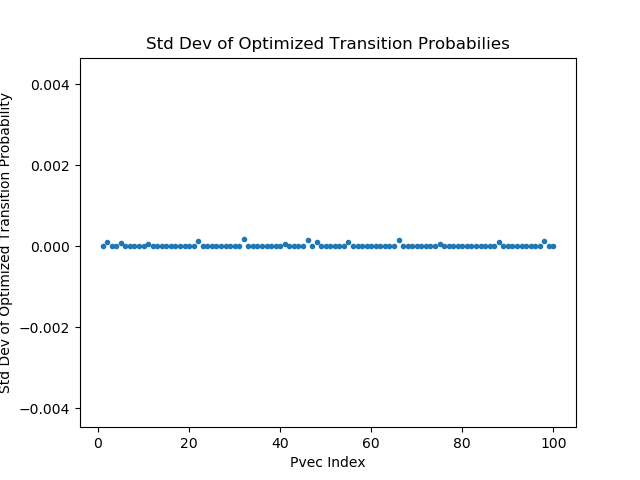 Std Dev of Optimized Transition Probabilies
Std Dev of Optimized Transition Probability
0.004
0.002
0.000
−0.002
−0.004
0 20 40 60 80 100
Pvec Index